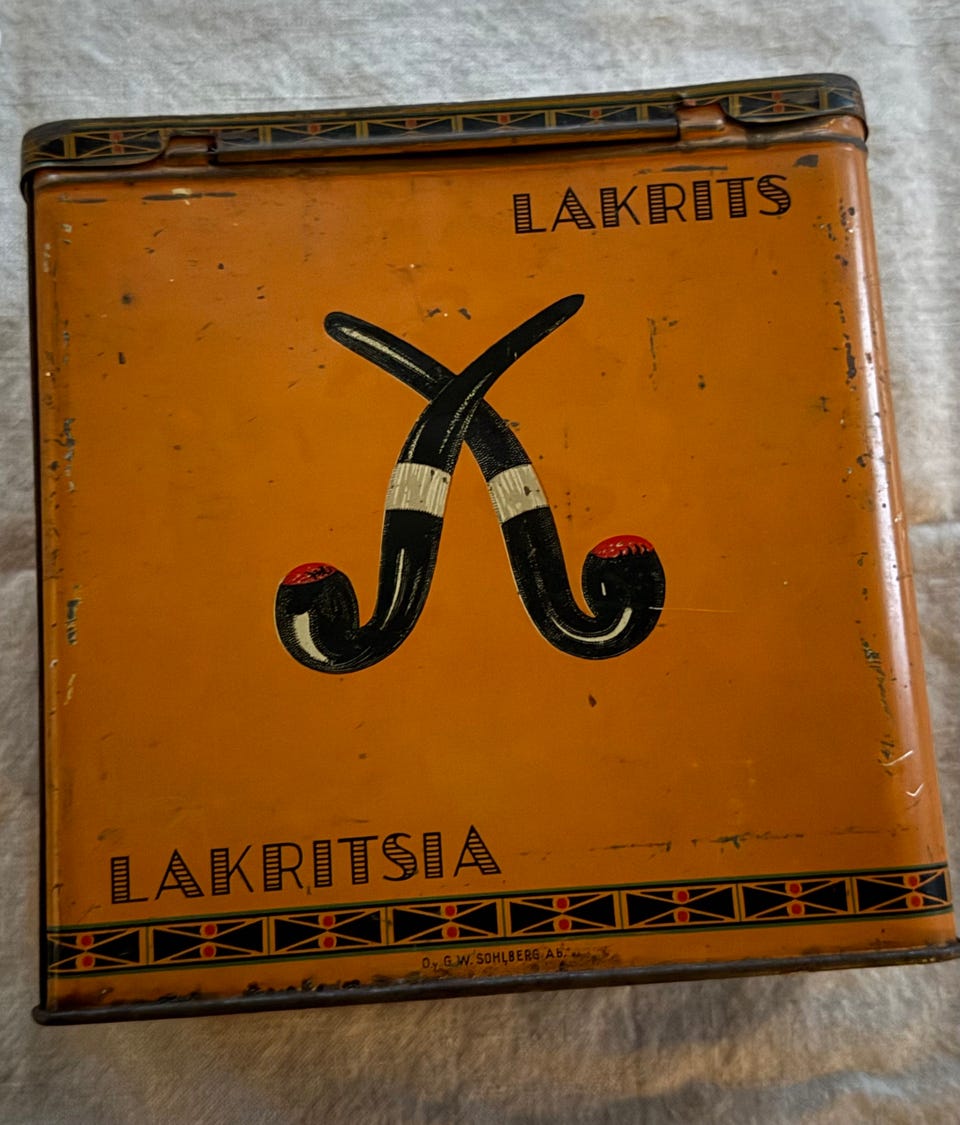 LAKRITS
LAKRITSIA
Oy. G.W. SOHLBERG Ab.